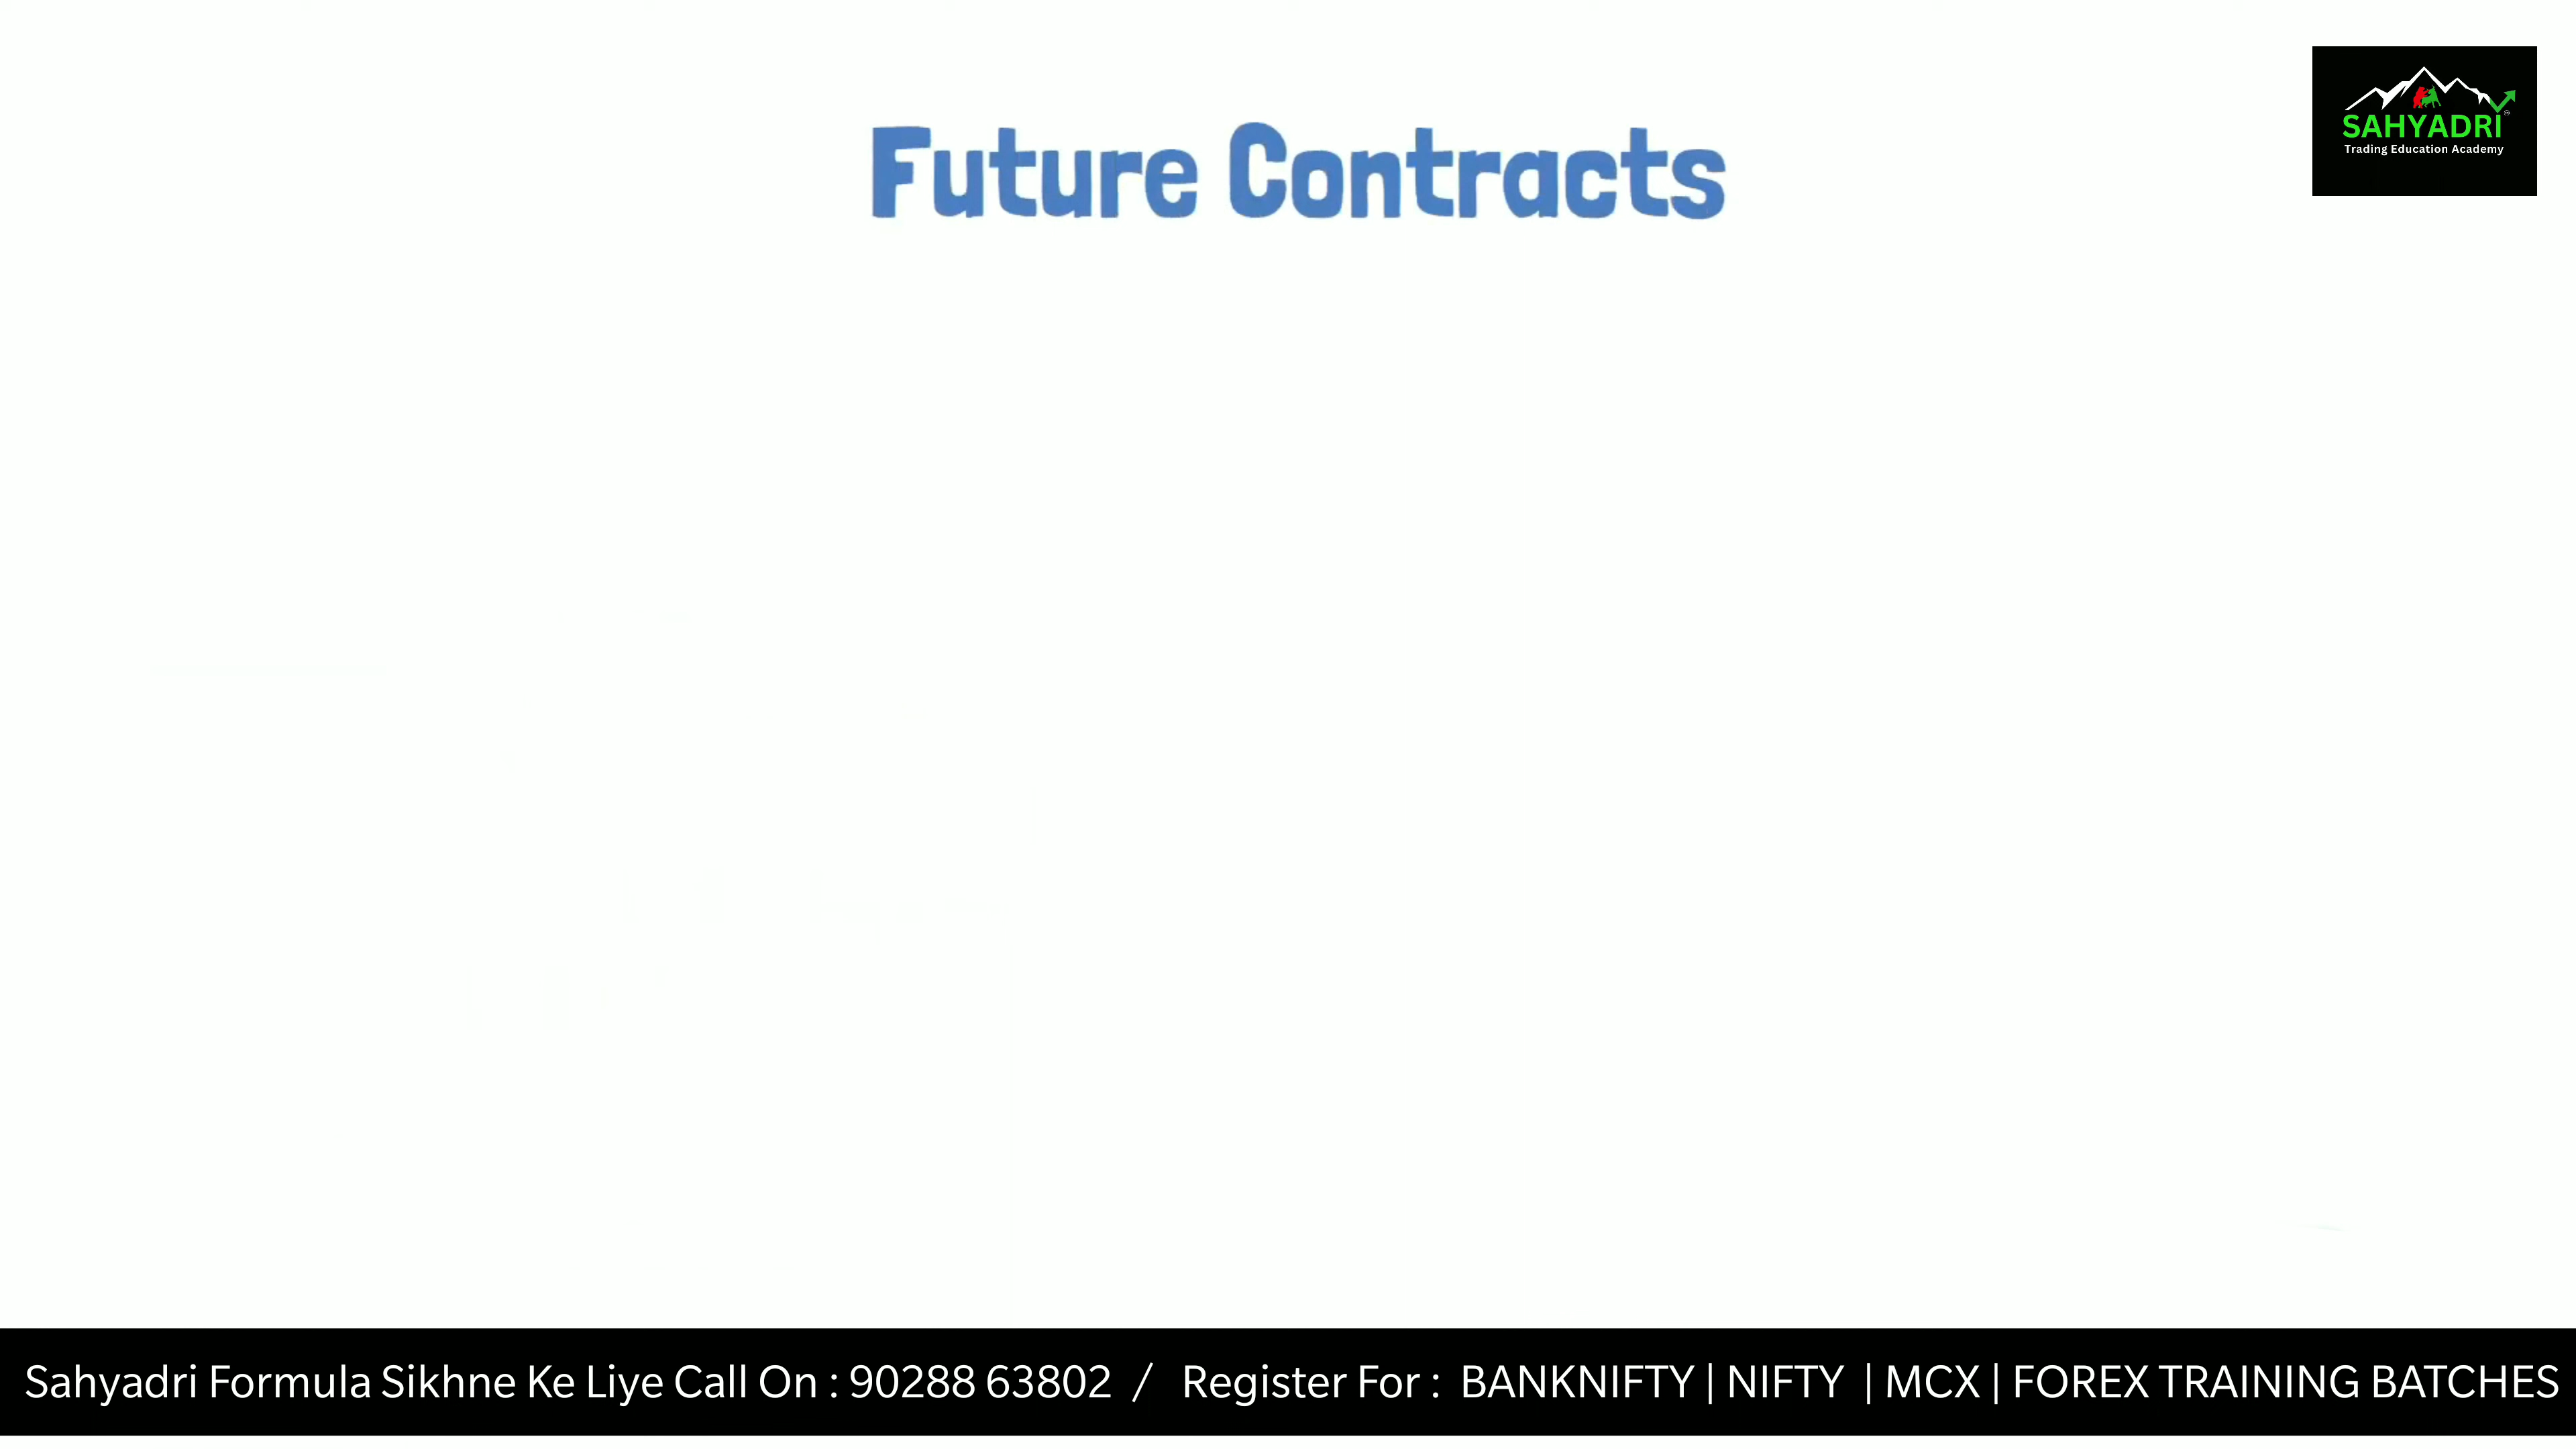 Future Contracts
SAHYADRI
Trading Education Academy
Sahyadri Formula Sikhne Ke Liye Call On : 90288 63802 / Register For : BANKNIFTY | NIFTY | MCX | FOREX TRAINING BATCHES